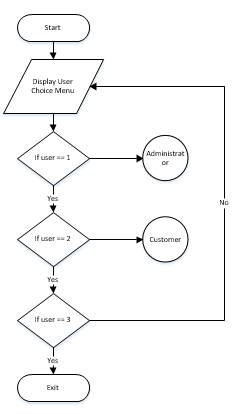 Start
Display User
Choice Menu
If user == 1
Administrat
or
Yes
No
If user == 2
Customer
Yes
If user == 3
Yes
Exit